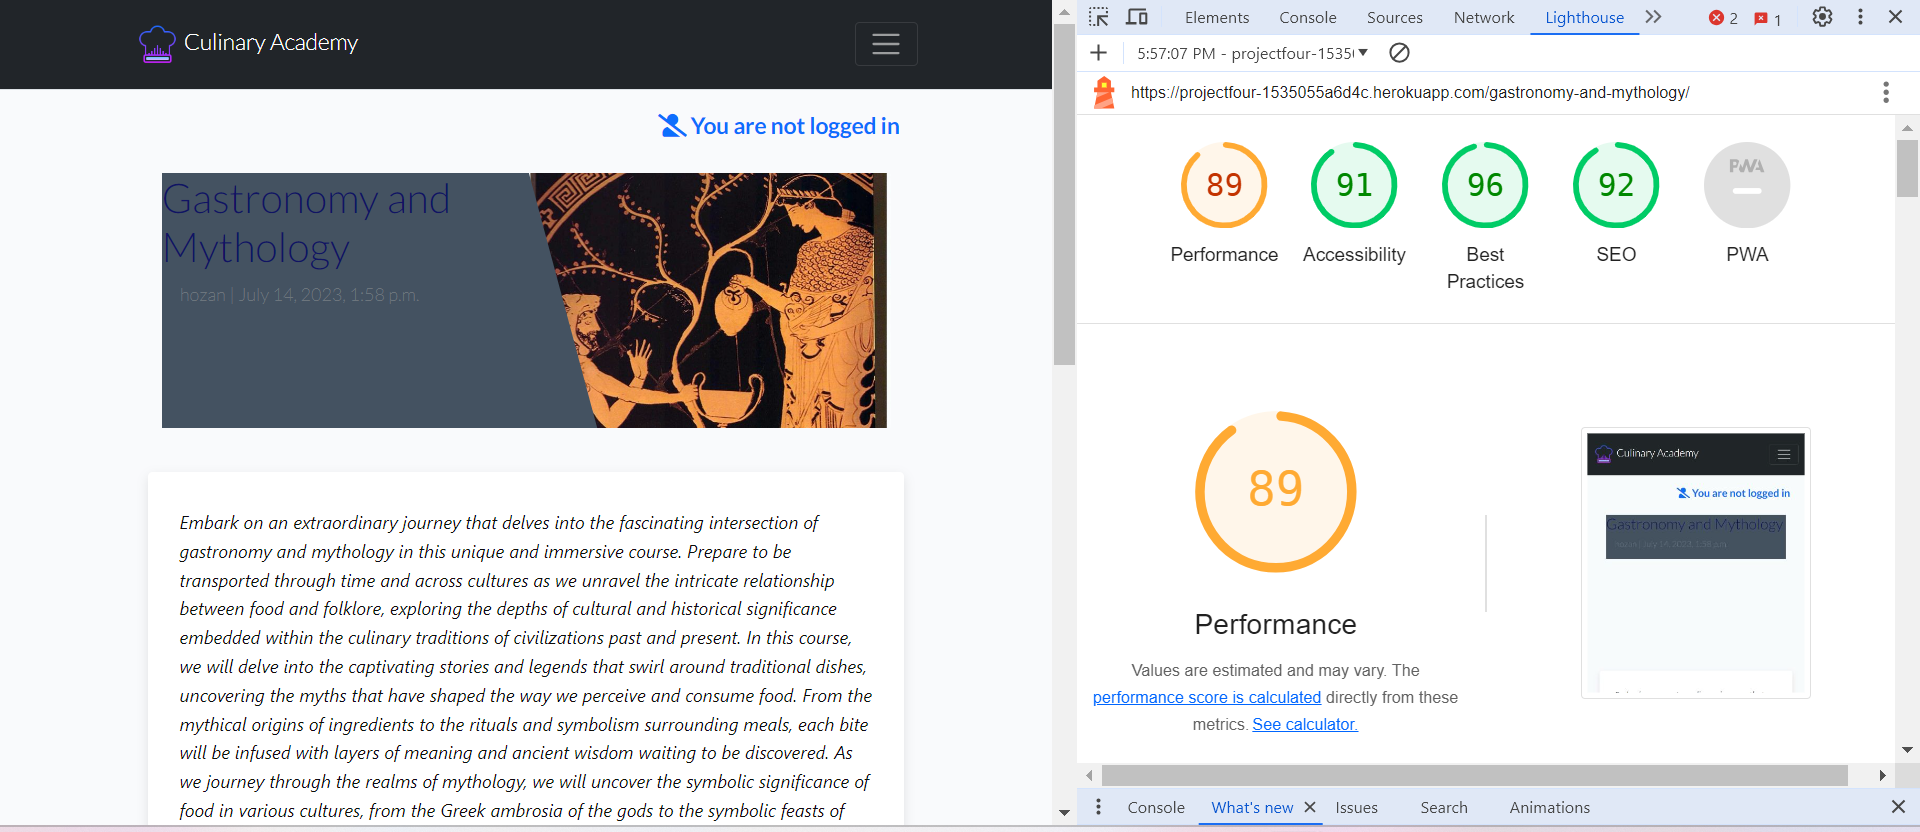 Culinary Academy
You are not logged in
Gastronomy and
Mythology
hozan | July 14, 2023, 1:58 p.m.
Embark on an extraordinary journey that delves into the fascinating intersection of
gastronomy and mythology in this unique and immersive course. Prepare to be
transported through time and across cultures as we unravel the intricate relationship
between food and folklore, exploring the depths of cultural and historical significance
embedded within the culinary traditions of civilizations past and present. In this course,
we will delve into the captivating stories and legends that swirl around traditional dishes,
uncovering the myths that have shaped the way we perceive and consume food. From the
mythical origins of ingredients to the rituals and symbolism surrounding meals, each bite
will be infused with layers of meaning and ancient wisdom waiting to be discovered. As
we journey through the realms of mythology, we will uncover the symbolic significance of
food in various cultures, from the Greek ambrosia of the gods to the symbolic feasts of
Elements Console Sources Network Lighthouse 2 1
5:57:07 PM - projectfour-1535
https://projectfour-1535055a6d4c.herokuapp.com/gastronomy-and-mythology/
89 91 96 92 PWA
Performance Accessibility Best Practices SEO PWA
89
Performance
Values are estimated and may vary. The
performance score is calculated directly from these
metrics. See calculator.
Culinary Academy
You are not logged in
Gastronomy and Mythology
hozan | July 14, 2023, 1:58 p.m.
Console What's new Issues Search Animations